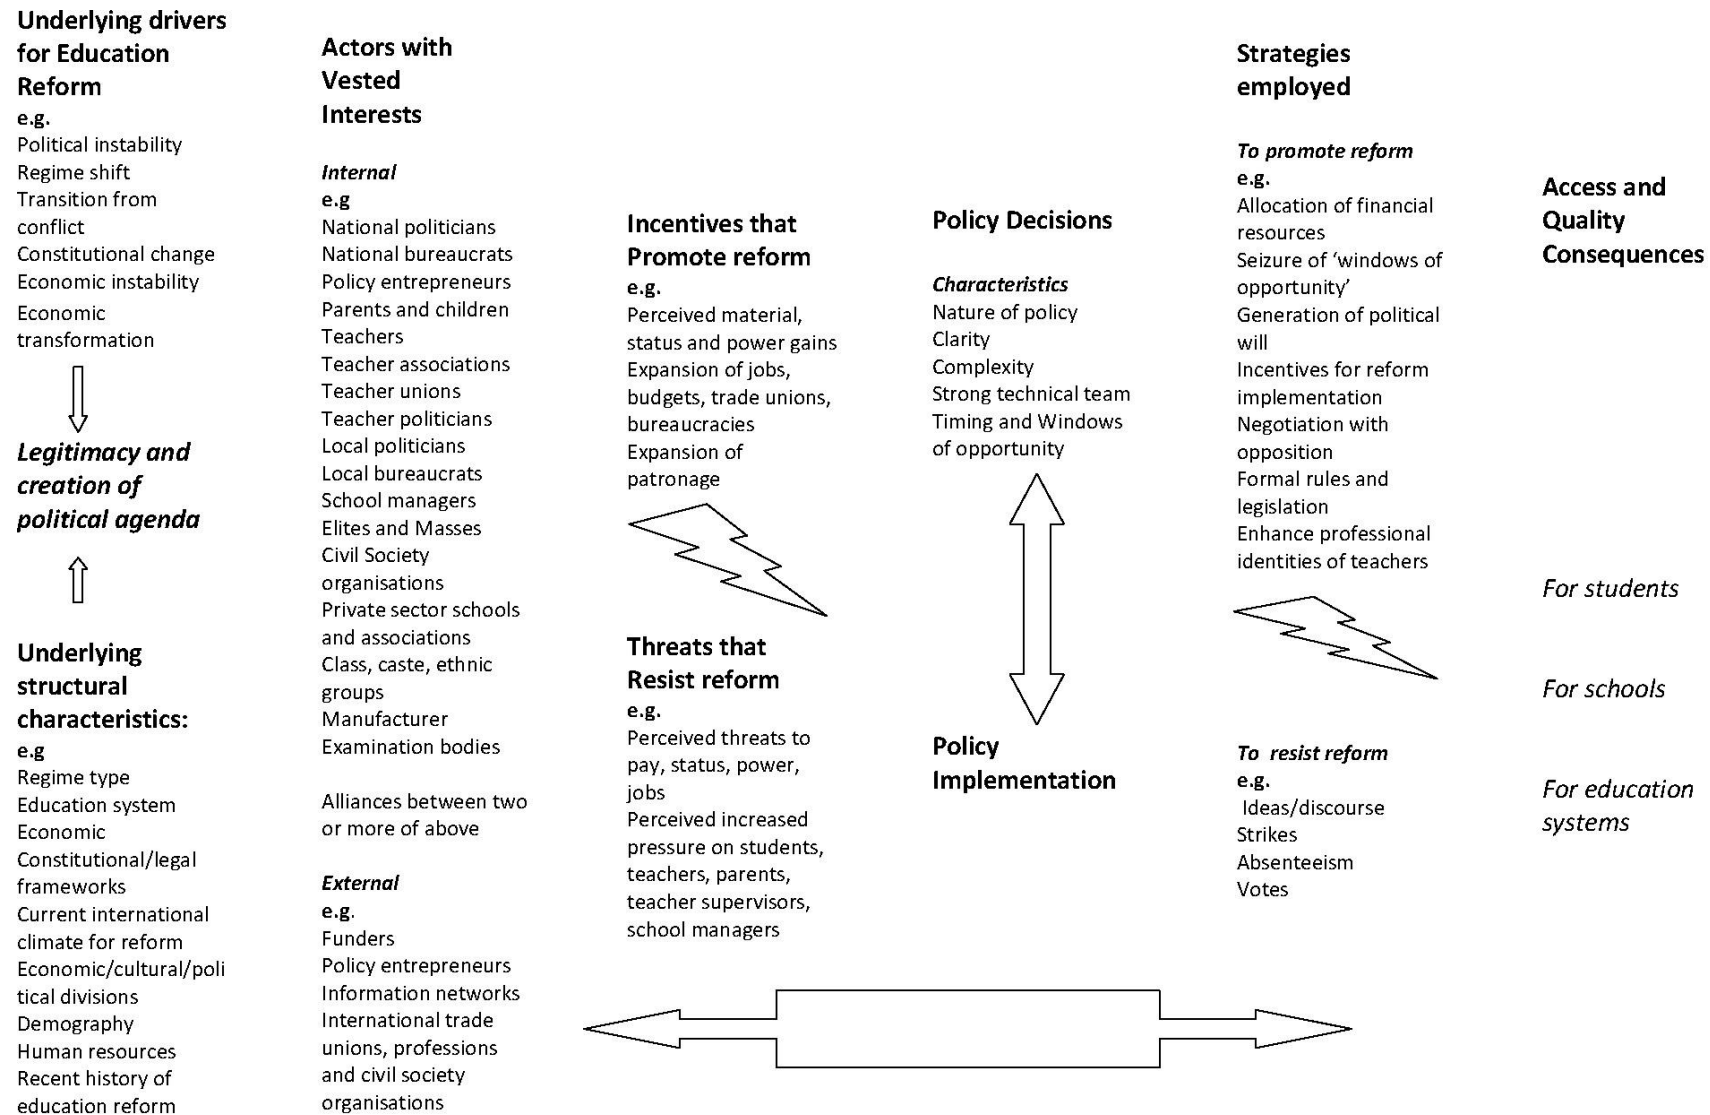 Underlying drivers
for Education
Reform
e.g.
Political instability
Regime shift
Transition from
conflict
Constitutional change
Economic instability
Economic
transformation
Legitimacy and
creation of
political agenda
Underlying
structural
characteristics:
e.g
Regime type
Education system
Economic
Constitutional/legal
frameworks
Current international
climate for reform
Economic/cultural/poli
tical divisions
Demography
Human resources
Recent history of
education reform
Actors with
Vested
Interests
Internal
e.g
National politicians
National bureaucrats
Policy entrepreneurs
Parents and children
Teachers
Teacher associations
Teacher unions
Teacher politicians
Local politicians
Local bureaucrats
School managers
Elites and Masses
Civil Society
organisations
Private sector schools
and associations
Class, caste, ethnic
groups
Manufacturer
Examination bodies
Alliances between two
or more of above
External
e.g.
Funders
Policy entrepreneurs
Information networks
International trade
unions, professions
and civil society
organisations
Incentives that
Promote reform
e.g.
Perceived material,
status and power gains
Expansion of jobs,
budgets, trade unions,
bureaucracies
Expansion of
patronage
Threats that
Resist reform
e.g.
Perceived threats to
pay, status, power,
jobs
Perceived increased
pressure on students,
teachers, parents,
teacher supervisors,
school managers
Policy Decisions
Characteristics
Nature of policy
Clarity
Complexity
Strong technical team
Timing and Windows
of opportunity
Policy
Implementation
Strategies
employed
To promote reform
e.g.
Allocation of financial
resources
Seizure of ‘windows of
opportunity’
Generation of political
will
Incentives for reform
implementation
Negotiation with
opposition
Formal rules and
legislation
Enhance professional
identities of teachers
To resist reform
e.g.
Ideas/discourse
Strikes
Absenteeism
Votes
Access and
Quality
Consequences
For students
For schools
For education
systems